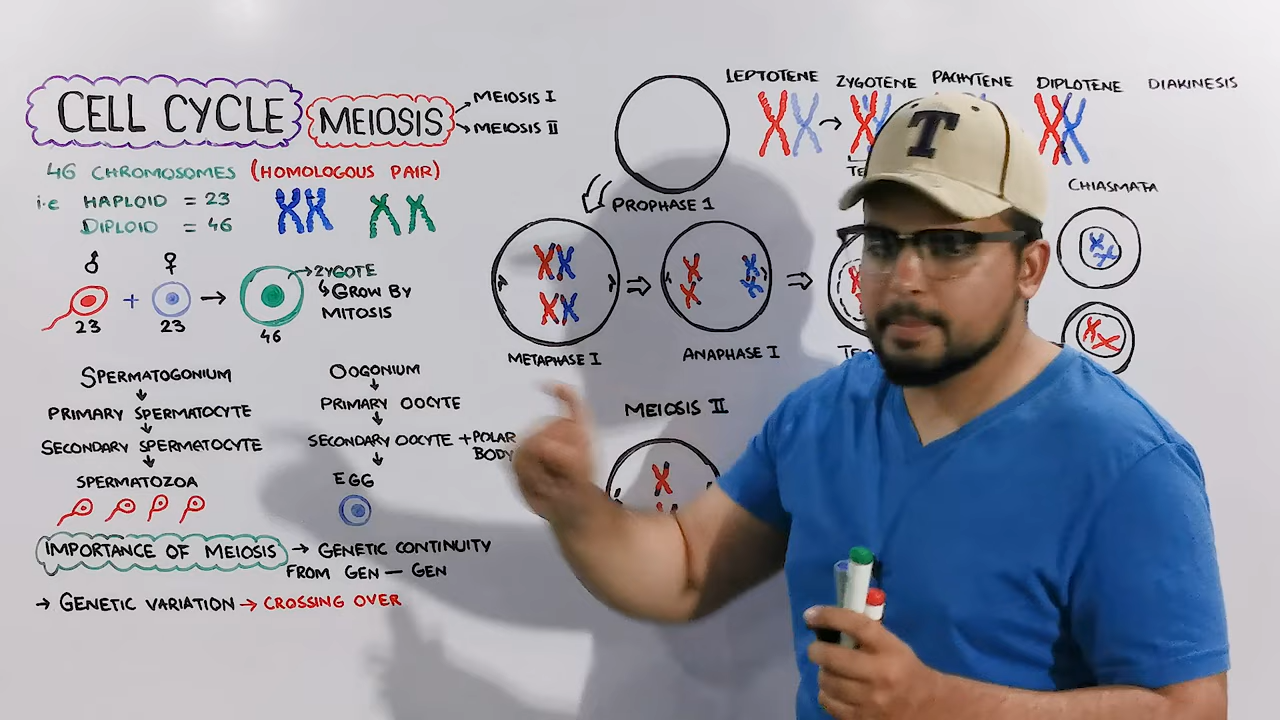 CELL CYCLE
MEIOSIS
MEIOSIS I
MEIOSIS II
46 CHROMOSOMES (HOMOLOGOUS PAIR)
i.e HAPLOID = 23
DIPLOID = 46
♂ ♀
+
23 23 46
ZYGOTE
GROW BY
MITOSIS
SPERMATOGONIUM
PRIMARY SPERMATOCYTE
SECONDARY SPERMATOCYTE
SPERMATOZOA
OOGONIUM
PRIMARY OOCYTE
SECONDARY OOCYTE + POLAR
BODY
EGG
IMPORTANCE OF MEIOSIS → GENETIC CONTINUITY
FROM GEN — GEN
→ GENETIC VARIATION → CROSSING OVER
LEPTOTENE ZYGOTENE PACHYTENE DIPLOTENE DIAKINESIS
CHIASMATA
PROPHASE 1
METAPHASE I
ANAPHASE I
MEIOSIS II
T